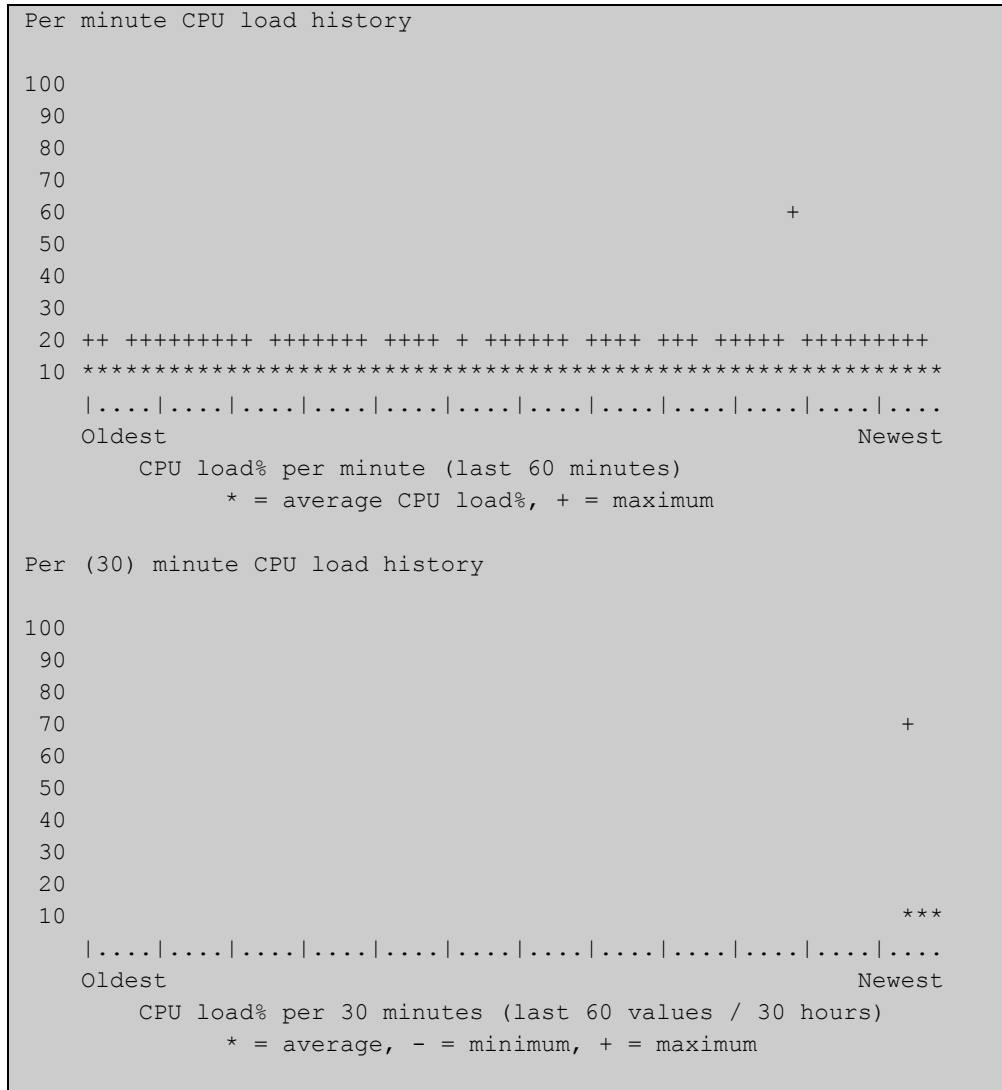 Per minute CPU load history
100
 90
 80
 70
 60                                                  +
 50
 40
 30
 20 ++ +++++++++ +++++++ ++++ + ++++++ ++++ +++ +++++ +++++++++
 10 ************************************************************
    |....|....|....|....|....|....|....|....|....|....|....|....
    Oldest                                                Newest
        CPU load% per minute (last 60 minutes)
              * = average CPU load%, + = maximum
Per (30) minute CPU load history
100
 90
 80
 70                                                          +
 60
 50
 40
 30
 20
 10                                                          ***
    |....|....|....|....|....|....|....|....|....|....|....|....
    Oldest                                                Newest
        CPU load% per 30 minutes (last 60 values / 30 hours)
              * = average, - = minimum, + = maximum